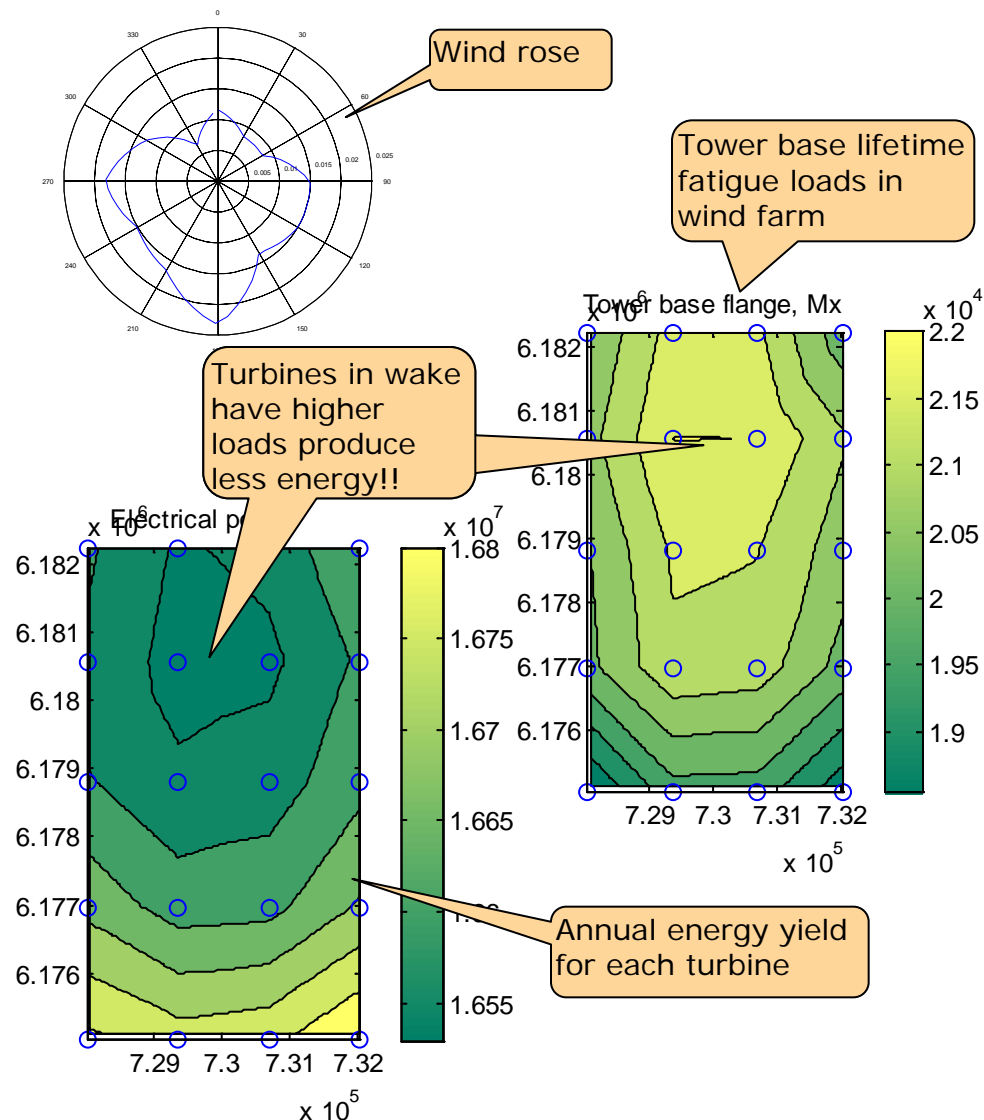 0
30
60
90
120
150
210
240
270
300
330
0.005
0.01
0.015
0.02
0.025
Wind rose
Tower base lifetime
fatigue loads in
wind farm
Tower base flange, Mx
x 10^6
x 10^4
6.182
6.181
6.18
6.179
6.178
6.177
6.176
7.29 7.3 7.31 7.32
x 10^5
2.2
2.15
2.1
2.05
2
1.95
1.9
Turbines in wake
have higher
loads produce
less energy!!
Electrical
x 10^6
x 10^7
6.182
6.181
6.18
6.179
6.178
6.177
6.176
7.29 7.3 7.31 7.32
x 10^5
1.68
1.675
1.67
1.665
1.655
Annual energy yield
for each turbine